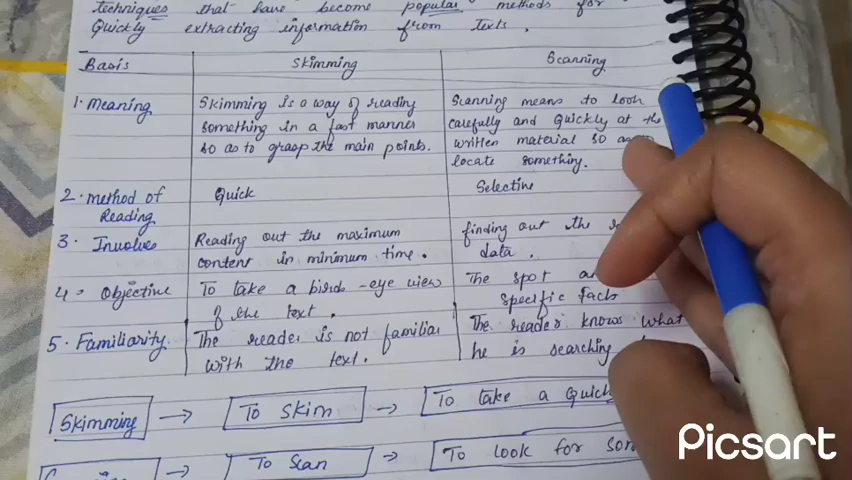 techniques that have become popular methods for
Quickly extracting information from texts.
Basis Skimming Scanning
1. Meaning Skimming is a way of reading something in a fast manner so as to grasp the main points.
Scanning means to look
carefully and Quickly at the
written material so as
locate something.
2. method of Reading Quick Selective
3. Involves Reading out the maximum content in minimum time.
finding out the
data.
4. Objective To take a birds-eye view of the text.
The spot
specific facts
5. Familiarity. The reader is not familiar with the text.
The reader knows what
he is searching
Skimming → To skim → To take a Quick
→ To Scan → To look for
Picsart